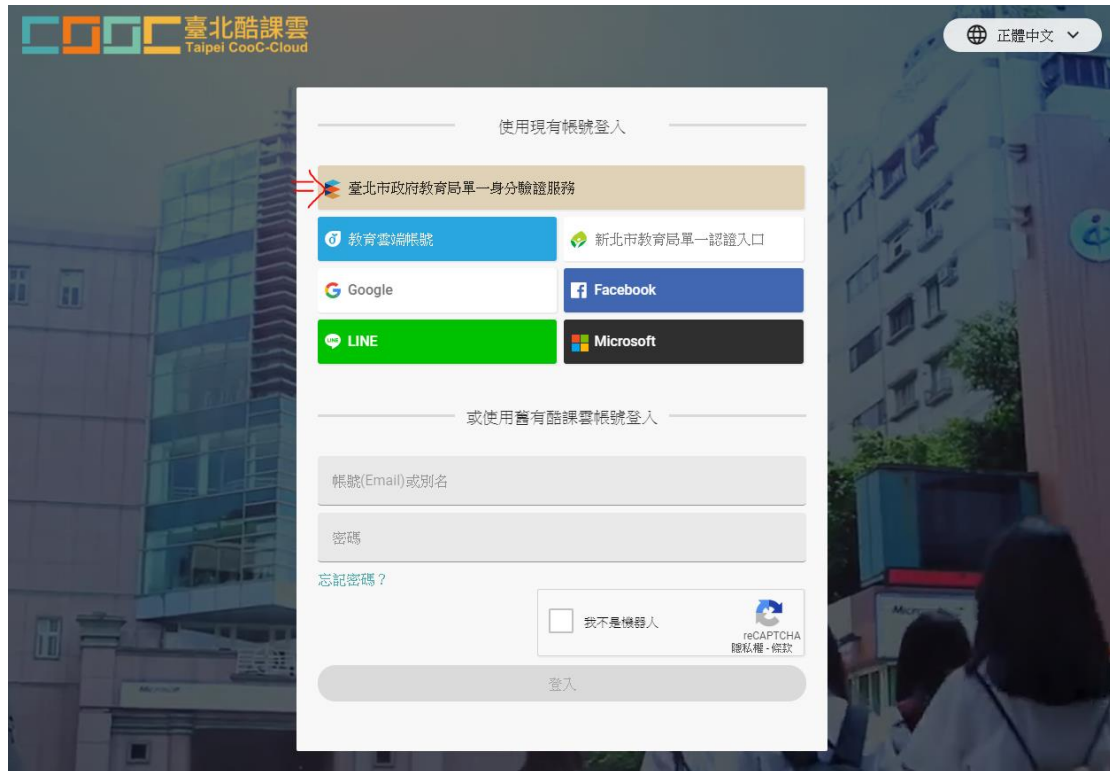 臺北酷課雲
Taipei CooC-Cloud
正體中文
使用現有帳號登入
臺北市政府教育局單一身分驗證服務
教育雲端帳號
新北市教育局單一認證入口
Google
Facebook
LINE
Microsoft
或使用舊有酷課雲帳號登入
帳號(Email)或別名
密碼
忘記密碼？
我不是機器人
reCAPTCHA
隱私權 - 條款
登入